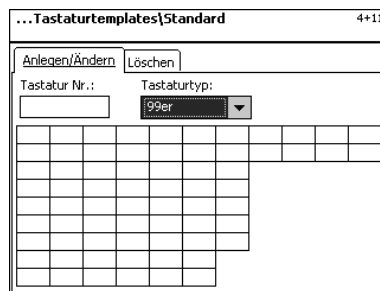 ...Tastaturtemplates\Standard 4+11
Anlegen/Ändern Löschen
Tastatur Nr.: Tastaturtyp:
99er